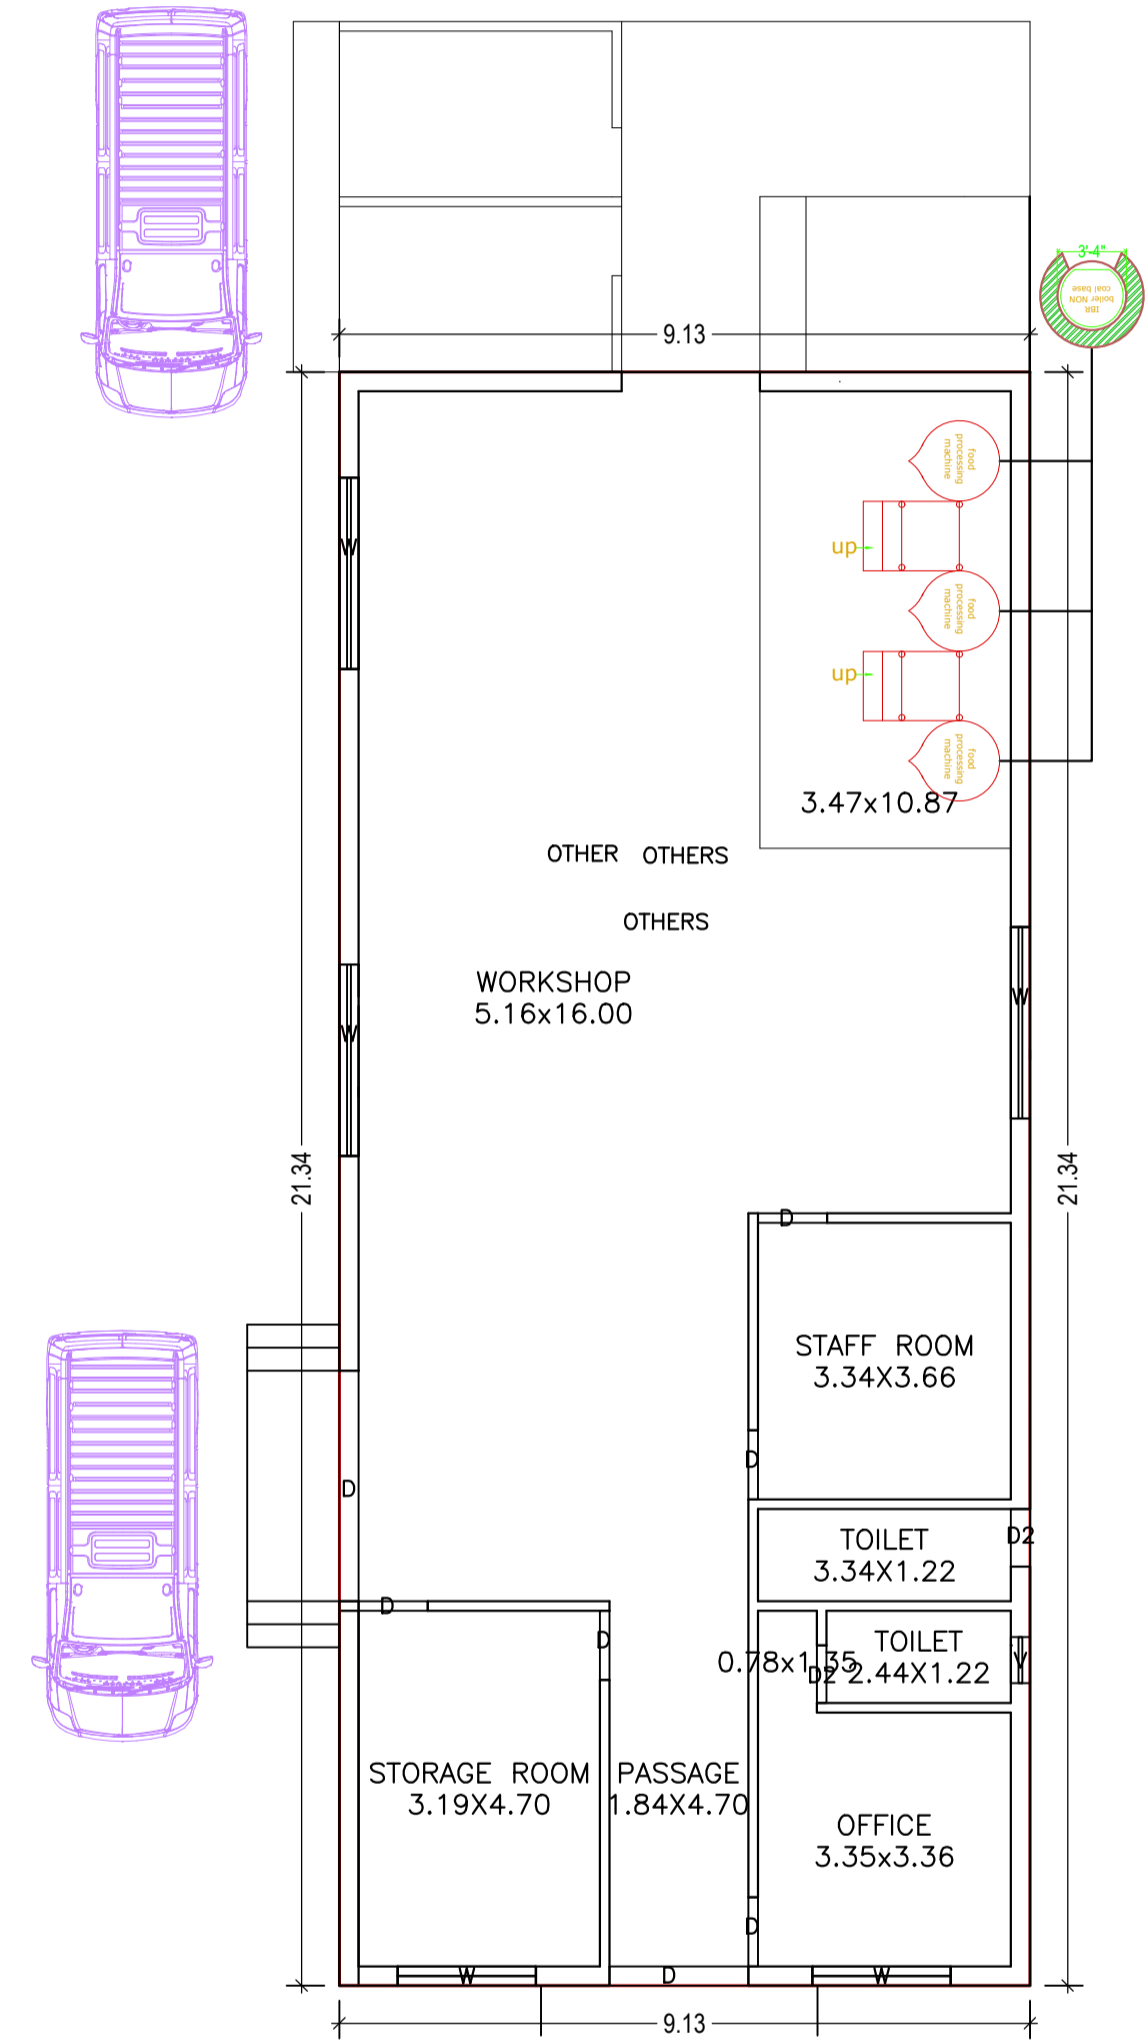 3'-4"
IBR
boiler NON
coal base
9.13
food
processing
machine
W
up
food
processing
machine
up
food
processing
machine
3.47x10.87
OTHER OTHERS
OTHERS
WORKSHOP
5.16x16.00
W
W
21.34
21.34
D
STAFF ROOM
3.34X3.66
D
D
TOILET
3.34X1.22
D2
D
D
TOILET
2.44X1.22
0.78x1.35
D2
V
STORAGE ROOM
3.19X4.70
PASSAGE
1.84X4.70
OFFICE
3.35x3.36
D
W
D
W
9.13